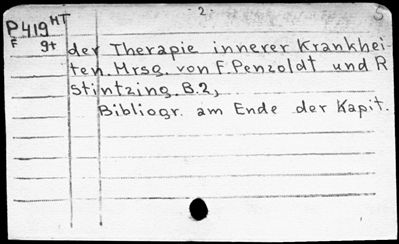 - 2. - S
P419 HT
F 9t
der Therapie innerer Krankhei-
ten. Hrsg. von F. Penzoldt und R
Stintzing. B.2,
Bibliogr. am Ende der Kapit.